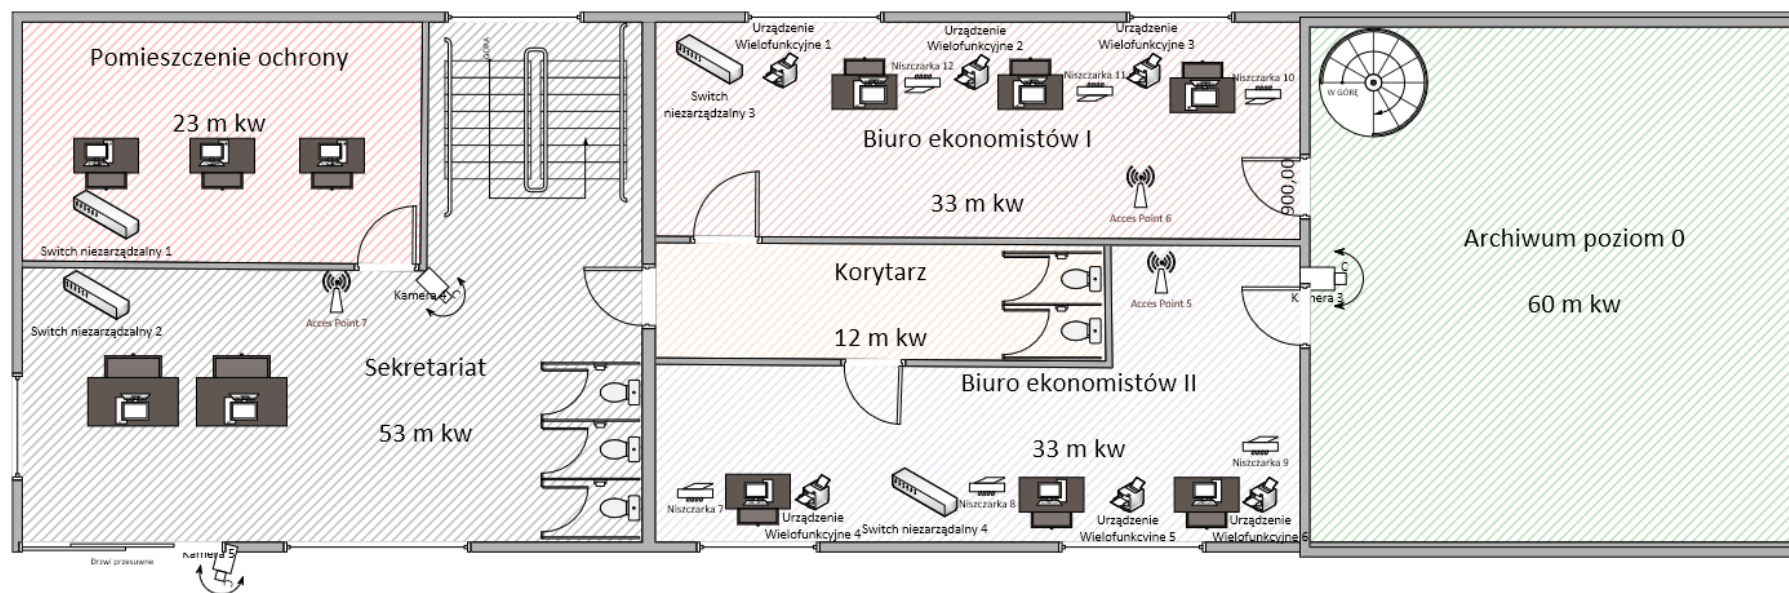 Pomieszczenie ochrony
23 m kw
Switch niezarządzalny 1
GÓRA
Switch niezarządzalny 2
Acces Point 7
Kamera 4
Sekretariat
53 m kw
Drzwi przesuwne
Kamera 5
Urządzenie
Wielofunkcyjne 1
Urządzenie
Wielofunkcyjne 2
Urządzenie
Wielofunkcyjne 3
Switch
niezarządzalny 3
Niszczarka 12
Niszczarka 11
Niszczarka 10
Biuro ekonomistów I
33 m kw
Acces Point 6
900,00
Korytarz
12 m kw
Acces Point 5
Biuro ekonomistów II
33 m kw
Niszczarka 9
Niszczarka 7
Urządzenie
Wielofunkcyjne 4
Switch niezarządalny 4
Niszczarka 8
Urządzenie
Wielofunkcyjne 5
Urządzenie
Wielofunkcyjne 6
W GÓRĘ
Archiwum poziom 0
60 m kw
Kamera 3